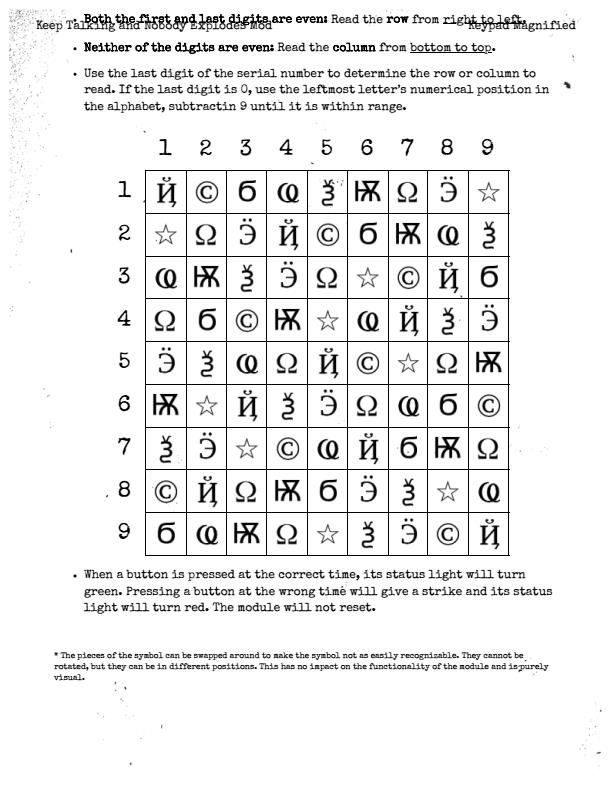 • Both the first and last digits are even: Read the row from right to left.
Keep Talking and Nobody Explodes Mod Keypad Magnified
• Neither of the digits are even: Read the column from bottom to top.
• Use the last digit of the serial number to determine the row or column to
read. If the last digit is 0, use the leftmost letter's numerical position in
the alphabet, subtractin 9 until it is within range.
1 2 3 4 5 6 7 8 9
1 Ҋ © б Ҩ Ѯ Ѭ Ω Ӭ ☆
2 ☆ Ω Ӭ Ҋ © б Ѭ Ҩ Ѯ
3 Ҩ Ѭ Ѯ Ӭ Ω ☆ © Ҋ б
4 Ω б © Ѭ ☆ Ҩ Ҋ Ѯ Ӭ
5 Ӭ Ѯ Ҩ Ω Ҋ © ☆ Ω Ѭ
6 Ѭ ☆ Ҋ Ѯ Ӭ Ω Ҩ б ©
7 Ѯ Ӭ ☆ © Ҩ Ҋ б Ѭ Ω
8 © Ҋ Ω Ѭ б Ӭ Ѯ ☆ Ҩ
9 б Ҩ Ѭ Ω ☆ Ѯ Ӭ © Ҋ
• When a button is pressed at the correct time, its status light will turn
green. Pressing a button at the wrong time will give a strike and its status
light will turn red. The module will not reset.
* The pieces of the symbol can be swapped around to make the symbol not as easily recognizable. They cannot be
rotated, but they can be in different positions. This has no impact on the functionality of the module and is purely
visual.